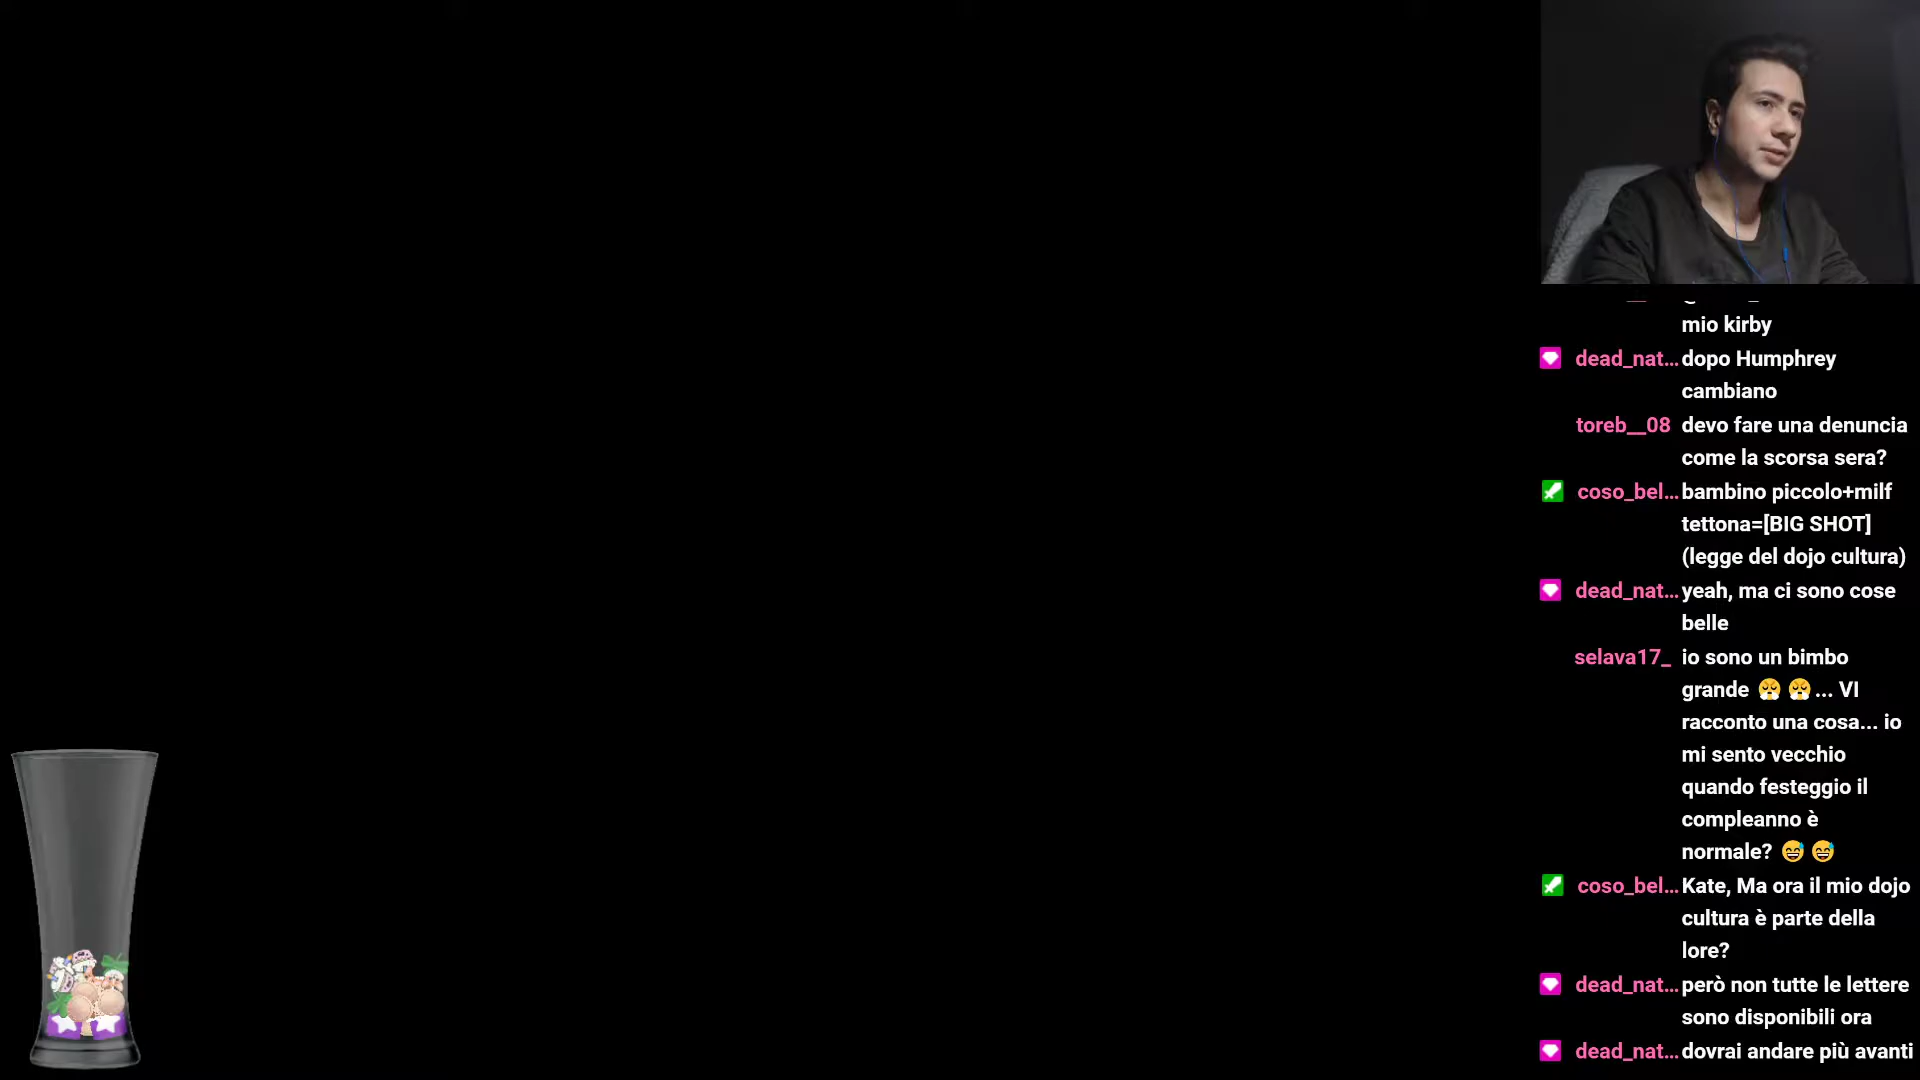 mio kirby
dead_nat... dopo Humphrey
cambiano
toreb__08 devo fare una denuncia
come la scorsa sera?
coso_bel... bambino piccolo+milf
tettona=[BIG SHOT]
(legge del dojo cultura)
dead_nat... yeah, ma ci sono cose
belle
selava17_ io sono un bimbo
grande 😤 😤 ... VI
racconto una cosa... io
mi sento vecchio
quando festeggio il
compleanno è
normale? 😅 😅
coso_bel... Kate, Ma ora il mio dojo
cultura è parte della
lore?
dead_nat... però non tutte le lettere
sono disponibili ora
dead_nat... dovrai andare più avanti